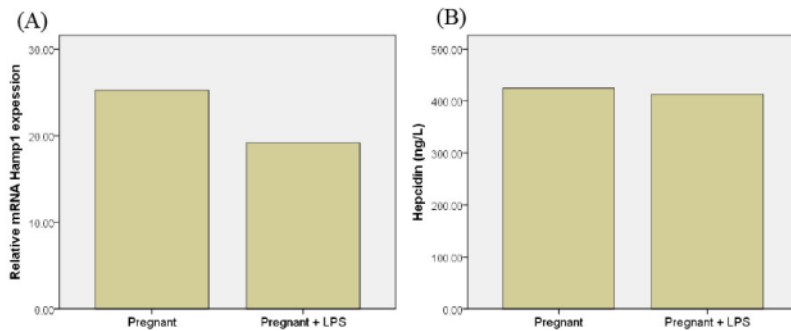 (A)
Relative mRNA Hamp1 expession
30.00
20.00
10.00
0.00
Pregnant
Pregnant + LPS
(B)
Hepcidin (ng/L)
500.00
400.00
300.00
200.00
100.00
0.00
Pregnant
Pregnant + LPS